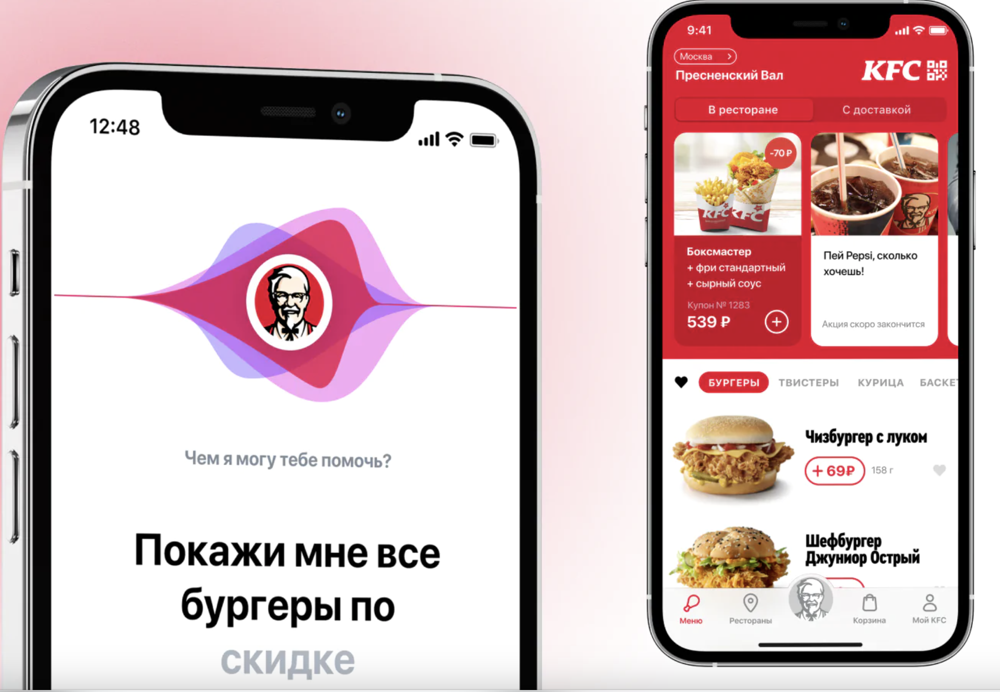 12:48
Чем я могу тебе помочь?
Покажи мне все
бургеры по
скидке
9:41
Москва
Пресненский Вал
KFC
В ресторане
С доставкой
-70 ₽
KFC
KFC
Боксмастер
+ фри стандартный
+ сырный соус
Купон № 1283
539 ₽
Пей Pepsi, сколько
хочешь!
Акция скоро закончится
БУРГЕРЫ
ТВИСТЕРЫ
КУРИЦА
БАСКЕ
Чизбургер с луком
+ 69₽
158 г
Шефбургер
Джуниор Острый
Меню
Рестораны
Корзина
Мой KFC